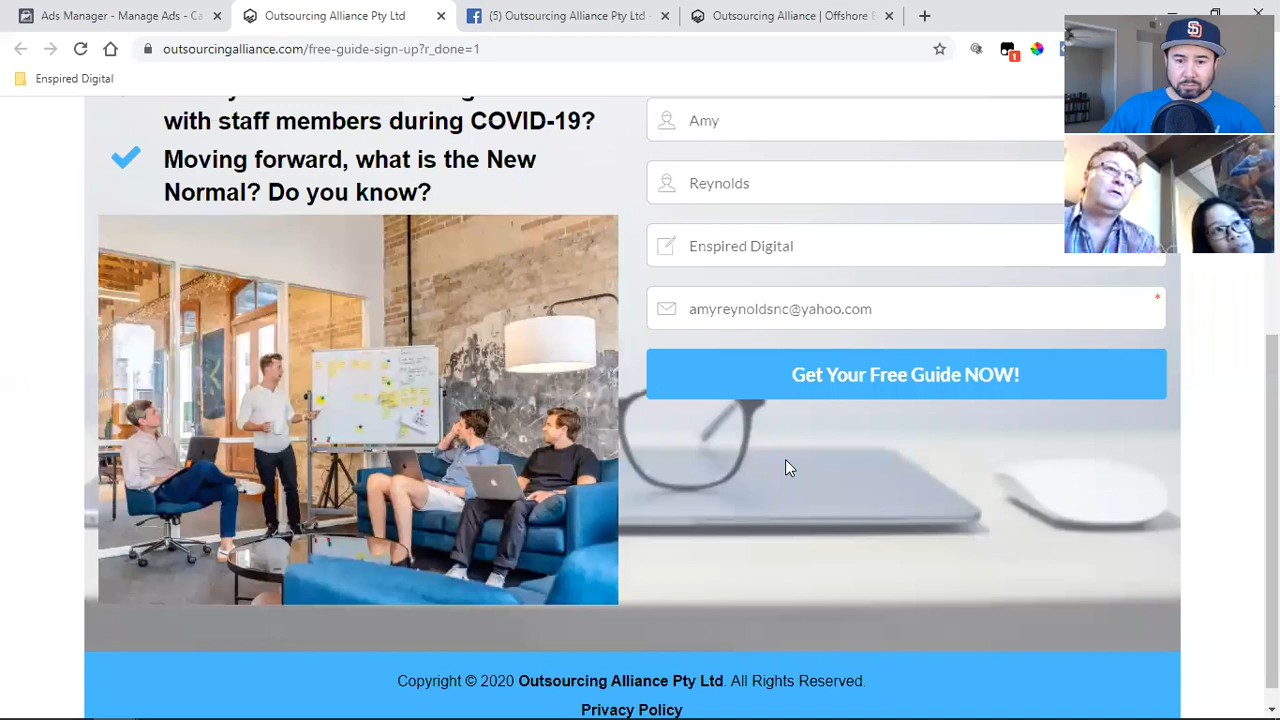 Ads Manager - Manage Ads - Ca
Outsourcing Alliance Pty Ltd
(5) Outsourcing Alliance Pty Ltd -
Outsourcing Alliance | Offshore
outsourcingalliance.com/free-guide-sign-up?r_done=1
1
Enspired Digital
with staff members during COVID-19?
Moving forward, what is the New
Normal? Do you know?
Amy
Reynolds
Enspired Digital
amyreynoldsnc@yahoo.com
*
Get Your Free Guide NOW!
Copyright © 2020 Outsourcing Alliance Pty Ltd. All Rights Reserved.
Privacy Policy
SD